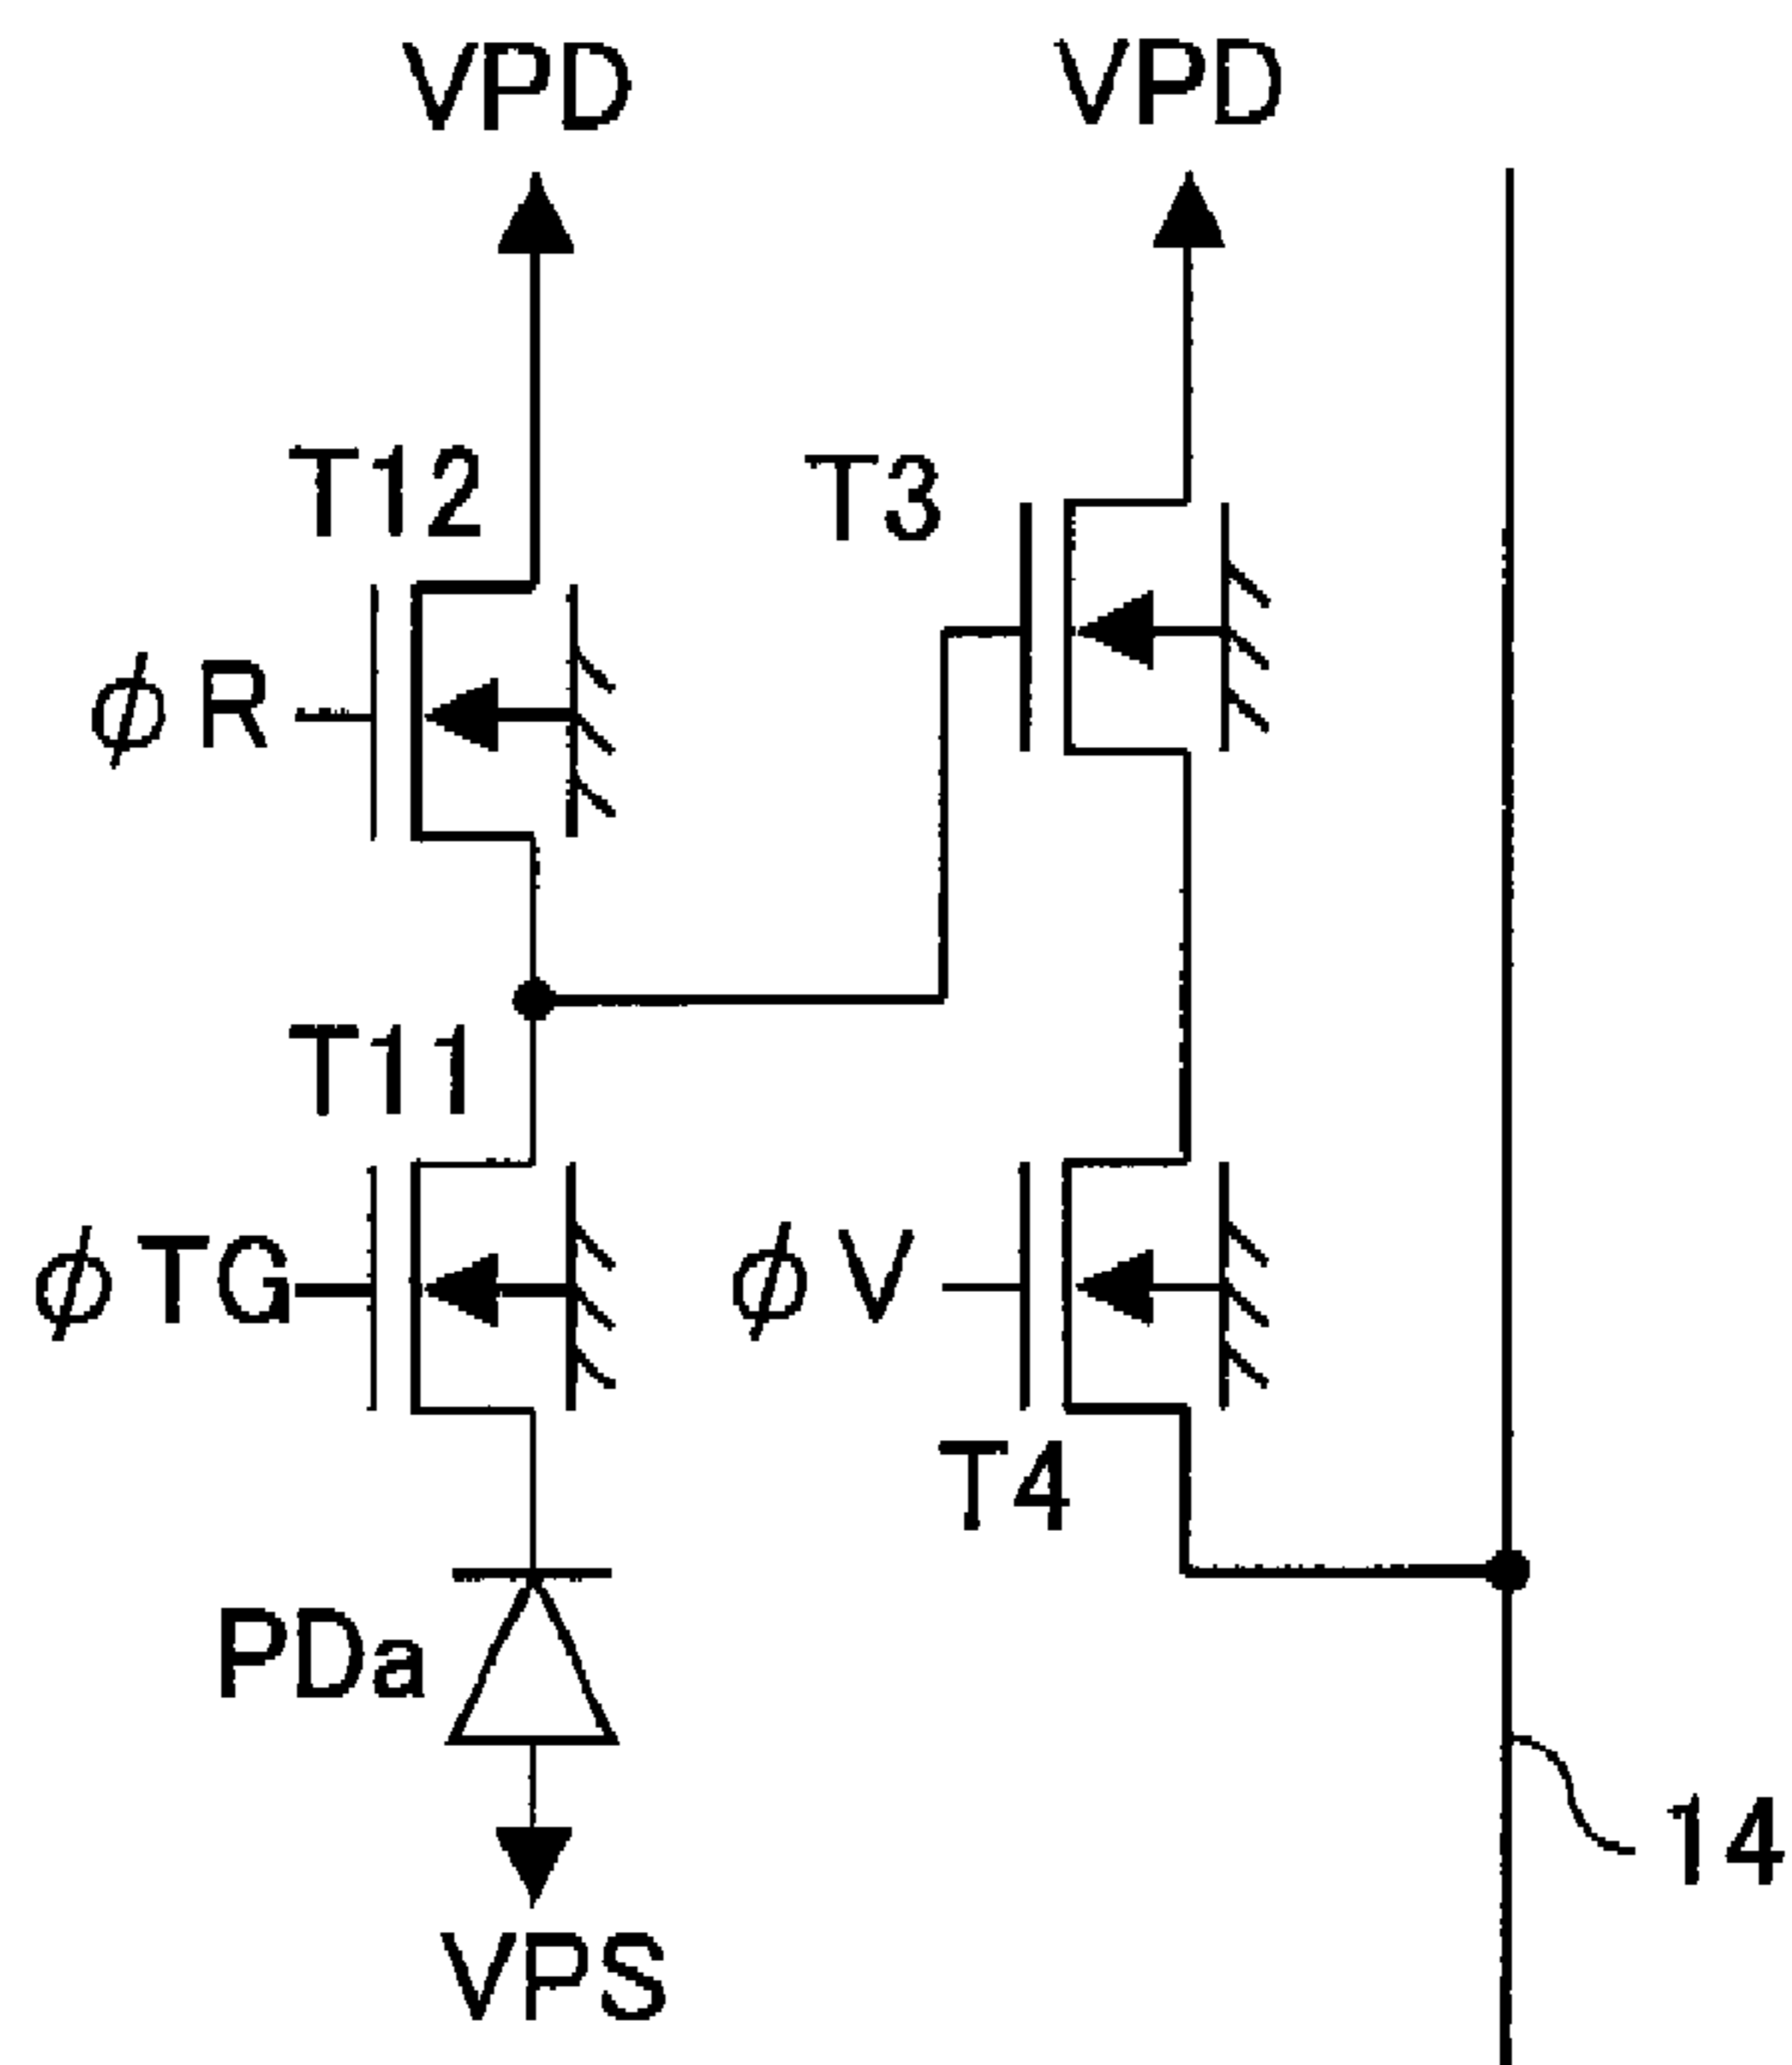 VPD VPD
T12 T3
ϕR
T11
ϕTG ϕV
T4
PDa
14
VPS